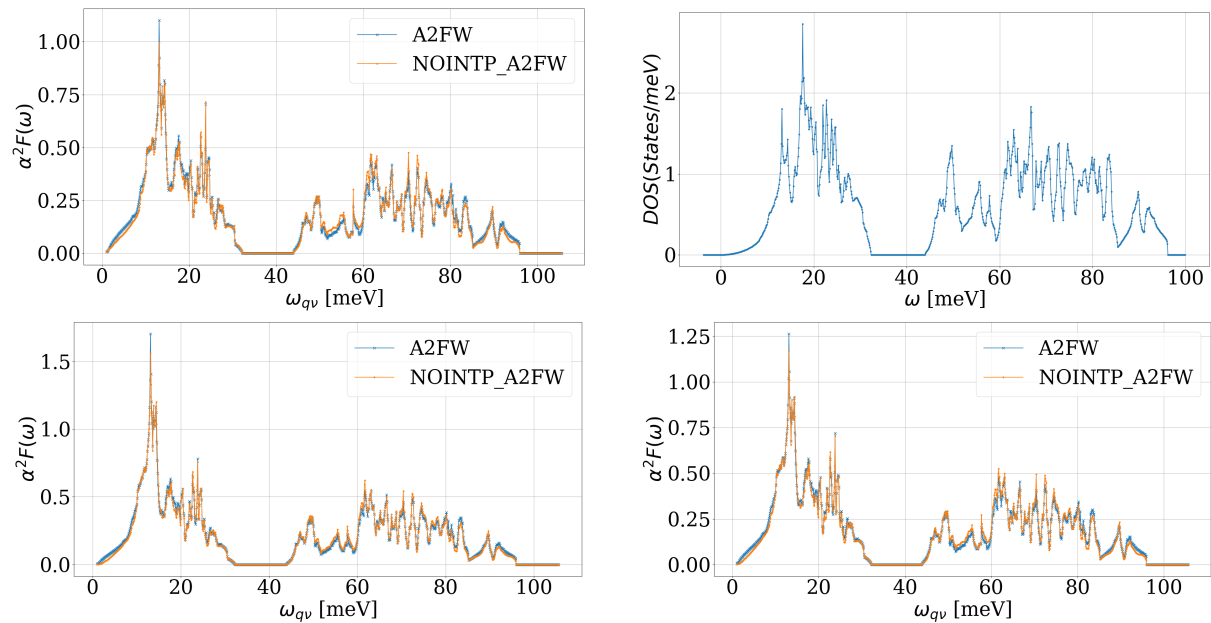 1.00
0.75
0.50
0.25
0.00
α²F(ω)
A2FW
NOINTP_A2FW
0 20 40 60 80 100
ω_qν [meV]
2
1
0
DOS(States/meV)
0 20 40 60 80 100
ω [meV]
1.5
1.0
0.5
0.0
α²F(ω)
A2FW
NOINTP_A2FW
0 20 40 60 80 100
ω_qν [meV]
1.25
1.00
0.75
0.50
0.25
0.00
α²F(ω)
A2FW
NOINTP_A2FW
0 20 40 60 80 100
ω_qν [meV]